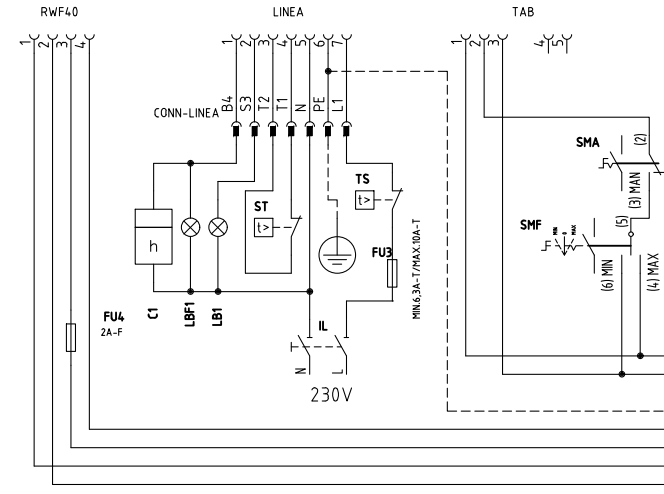 RWF40 LINEA TAB
1 2 3 4 1 2 3 4 5 6 7 1 2 3 4 5
CONN-LINEA B4 S3 T2 T1 N PE L1
SMA (2)
(3) MAN
TS
t>
ST
t>
SMF MIN 0 MAX (5)
h
FU3
MIN.6,3A-T/MAX.10A-T
(6) MIN (4) MAX
FU4
2A-F
C1 LBF1 LB1
IL
N L
230V